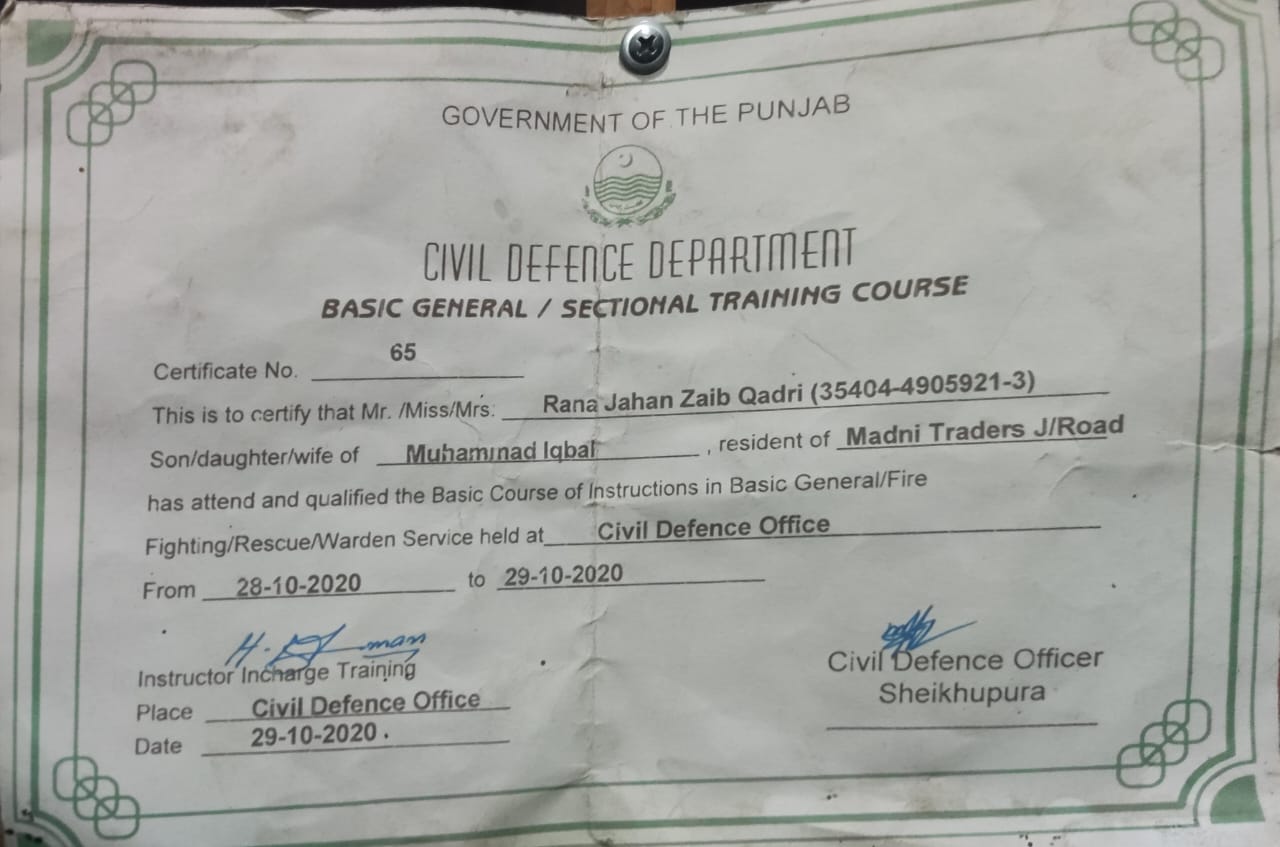 GOVERNMENT OF THE PUNJAB
CIVIL DEFENCE DEPARTMENT
BASIC GENERAL / SECTIONAL TRAINING COURSE
Certificate No. 65
This is to certify that Mr. /Miss/Mrs: Rana Jahan Zaib Qadri (35404-4905921-3)
Son/daughter/wife of Muhammad Iqbal , resident of Madni Traders J/Road
has attend and qualified the Basic Course of Instructions in Basic General/Fire
Fighting/Rescue/Warden Service held at Civil Defence Office
From 28-10-2020 to 29-10-2020
Instructor Incharge Training
Civil Defence Officer
Sheikhupura
Place Civil Defence Office
Date 29-10-2020 .